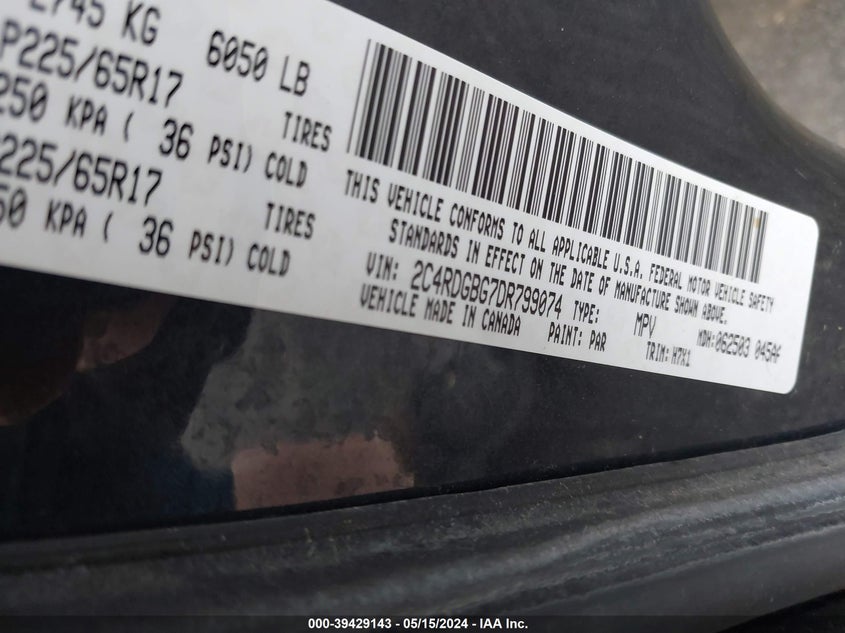 2745 KG 6050 LB
P225/65R17 TIRES
250 KPA ( 36 PSI) COLD
225/65R17 TIRES
50 KPA ( 36 PSI) COLD
THIS VEHICLE CONFORMS TO ALL APPLICABLE U.S.A. FEDERAL MOTOR VEHICLE SAFETY
STANDARDS IN EFFECT ON THE DATE OF MANUFACTURE SHOWN ABOVE.
VIN: 2C4RDGBG7DR799074 TYPE: MPV MDH:062503 045AF
VEHICLE MADE IN CANADA PAINT: PAR TRIM: H7X1
000-39429143 - 05/15/2024 - IAA Inc.